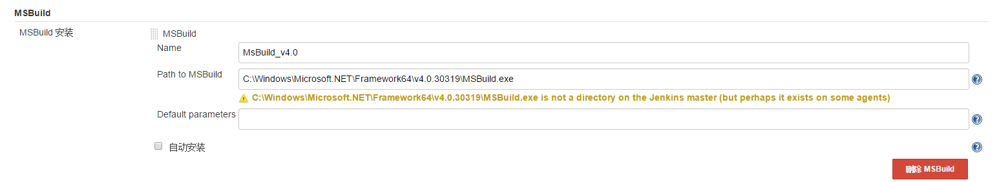 MSBuild
MSBuild 安装
MSBuild
Name
MsBuild_v4.0
Path to MSBuild
C:\Windows\Microsoft.NET\Framework64\v4.0.30319\MSBuild.exe
C:\Windows\Microsoft.NET\Framework64\v4.0.30319\MSBuild.exe is not a directory on the Jenkins master (but perhaps it exists on some agents)
Default parameters
自动安装
删除 MSBuild